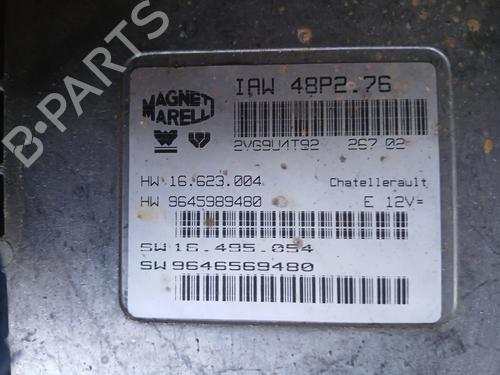 IAW 48P2.76
MAGNETI
MARELLI
2VG9U4T92 267 02
HW 16.623.004 Chatellerault
HW 9645989480 E 12V=
SW 16.495.054
SW 9646569480
B-PARTS